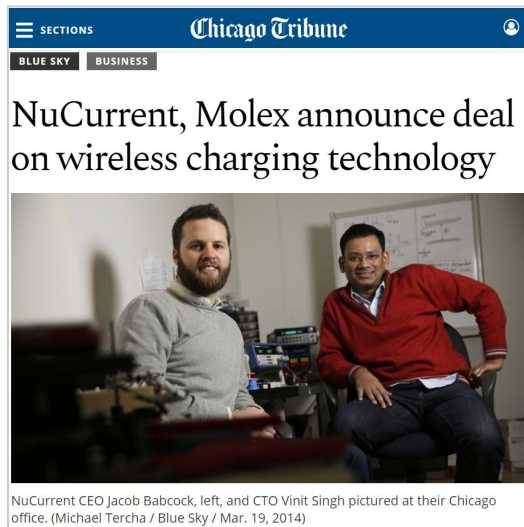 SECTIONS
Chicago Tribune
BLUE SKY BUSINESS
NuCurrent, Molex announce deal
on wireless charging technology
NuCurrent CEO Jacob Babcock, left, and CTO Vinit Singh pictured at their Chicago
office. (Michael Tercha / Blue Sky / Mar. 19, 2014)